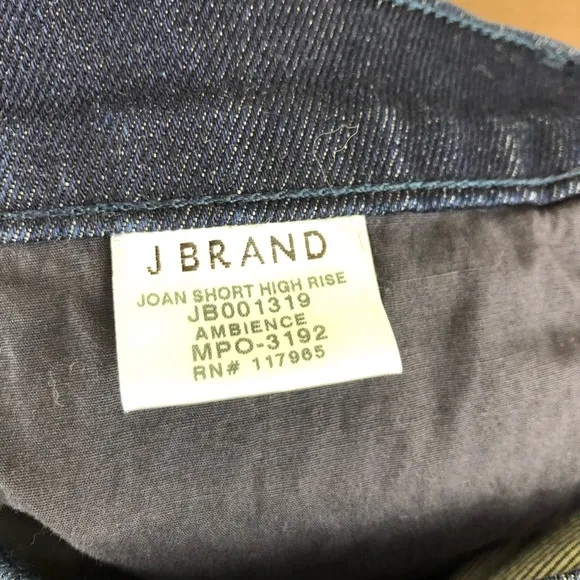 J BRAND
JOAN SHORT HIGH RISE
JB001319
AMBIENCE
MPO-3192
RN# 117965